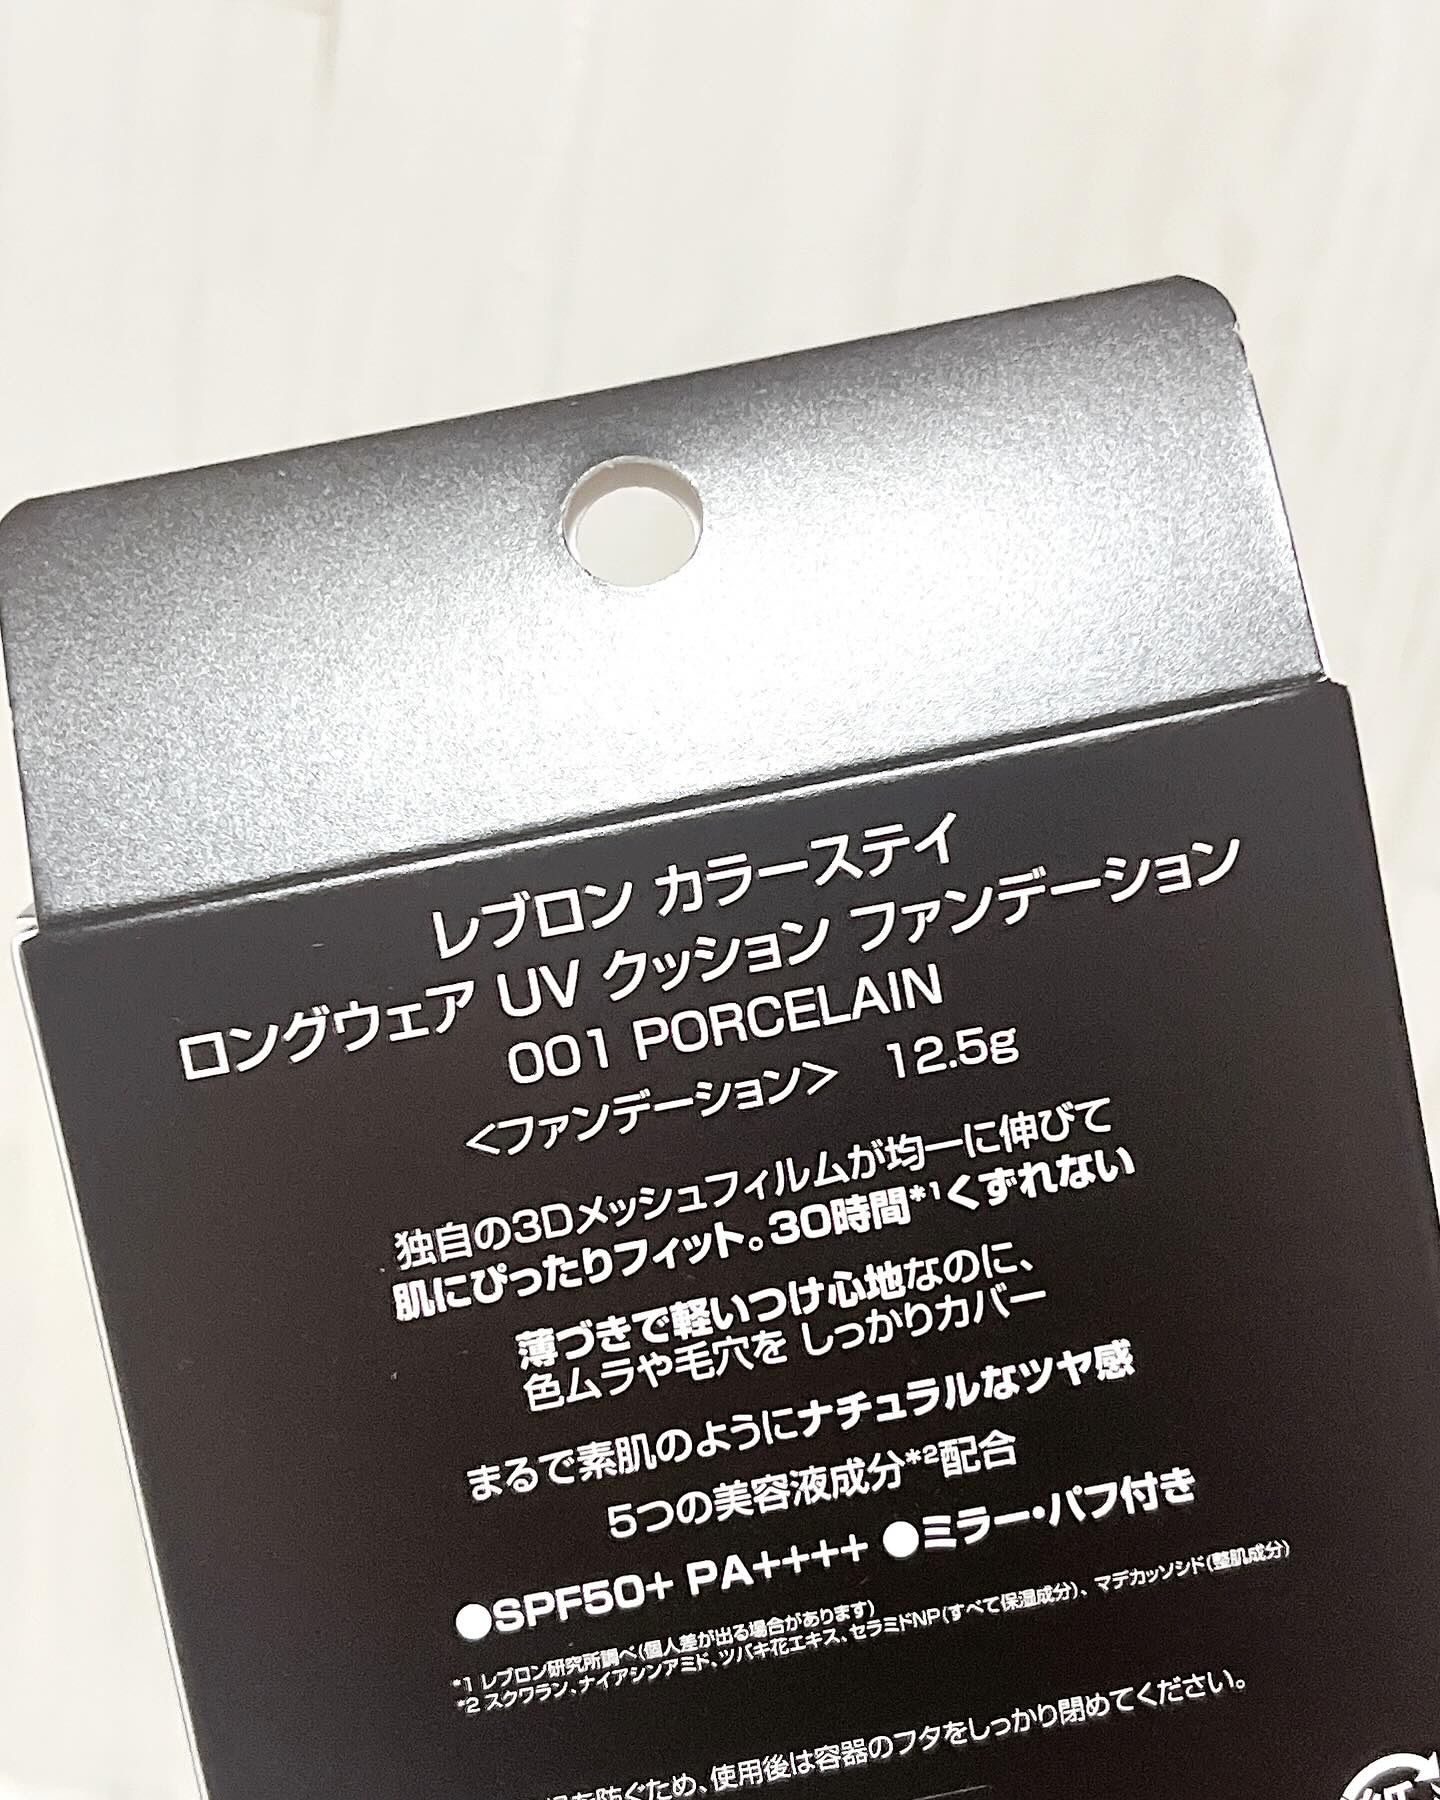 レブロン カラーステイ
ロングウェア UV クッション ファンデーション
001 PORCELAIN
<ファンデーション> 12.5g
独自の3Dメッシュフィルムが均一に伸びて
肌にぴったりフィット。30時間*1くずれない
薄づきで軽いつけ心地なのに、
色ムラや毛穴を しっかりカバー
まるで素肌のようにナチュラルなツヤ感
5つの美容液成分*2配合
●SPF50+ PA++++ ●ミラー・パフ付き
*1 レブロン研究所調べ(個人差が出る場合があります)
*2 スクワラン、ナイアシンアミド、ツバキ花エキス、セラミドNP(すべて保湿成分)、マデカッソシド(整肌成分)
を防ぐため、使用後は容器のフタをしっかり閉めてください。